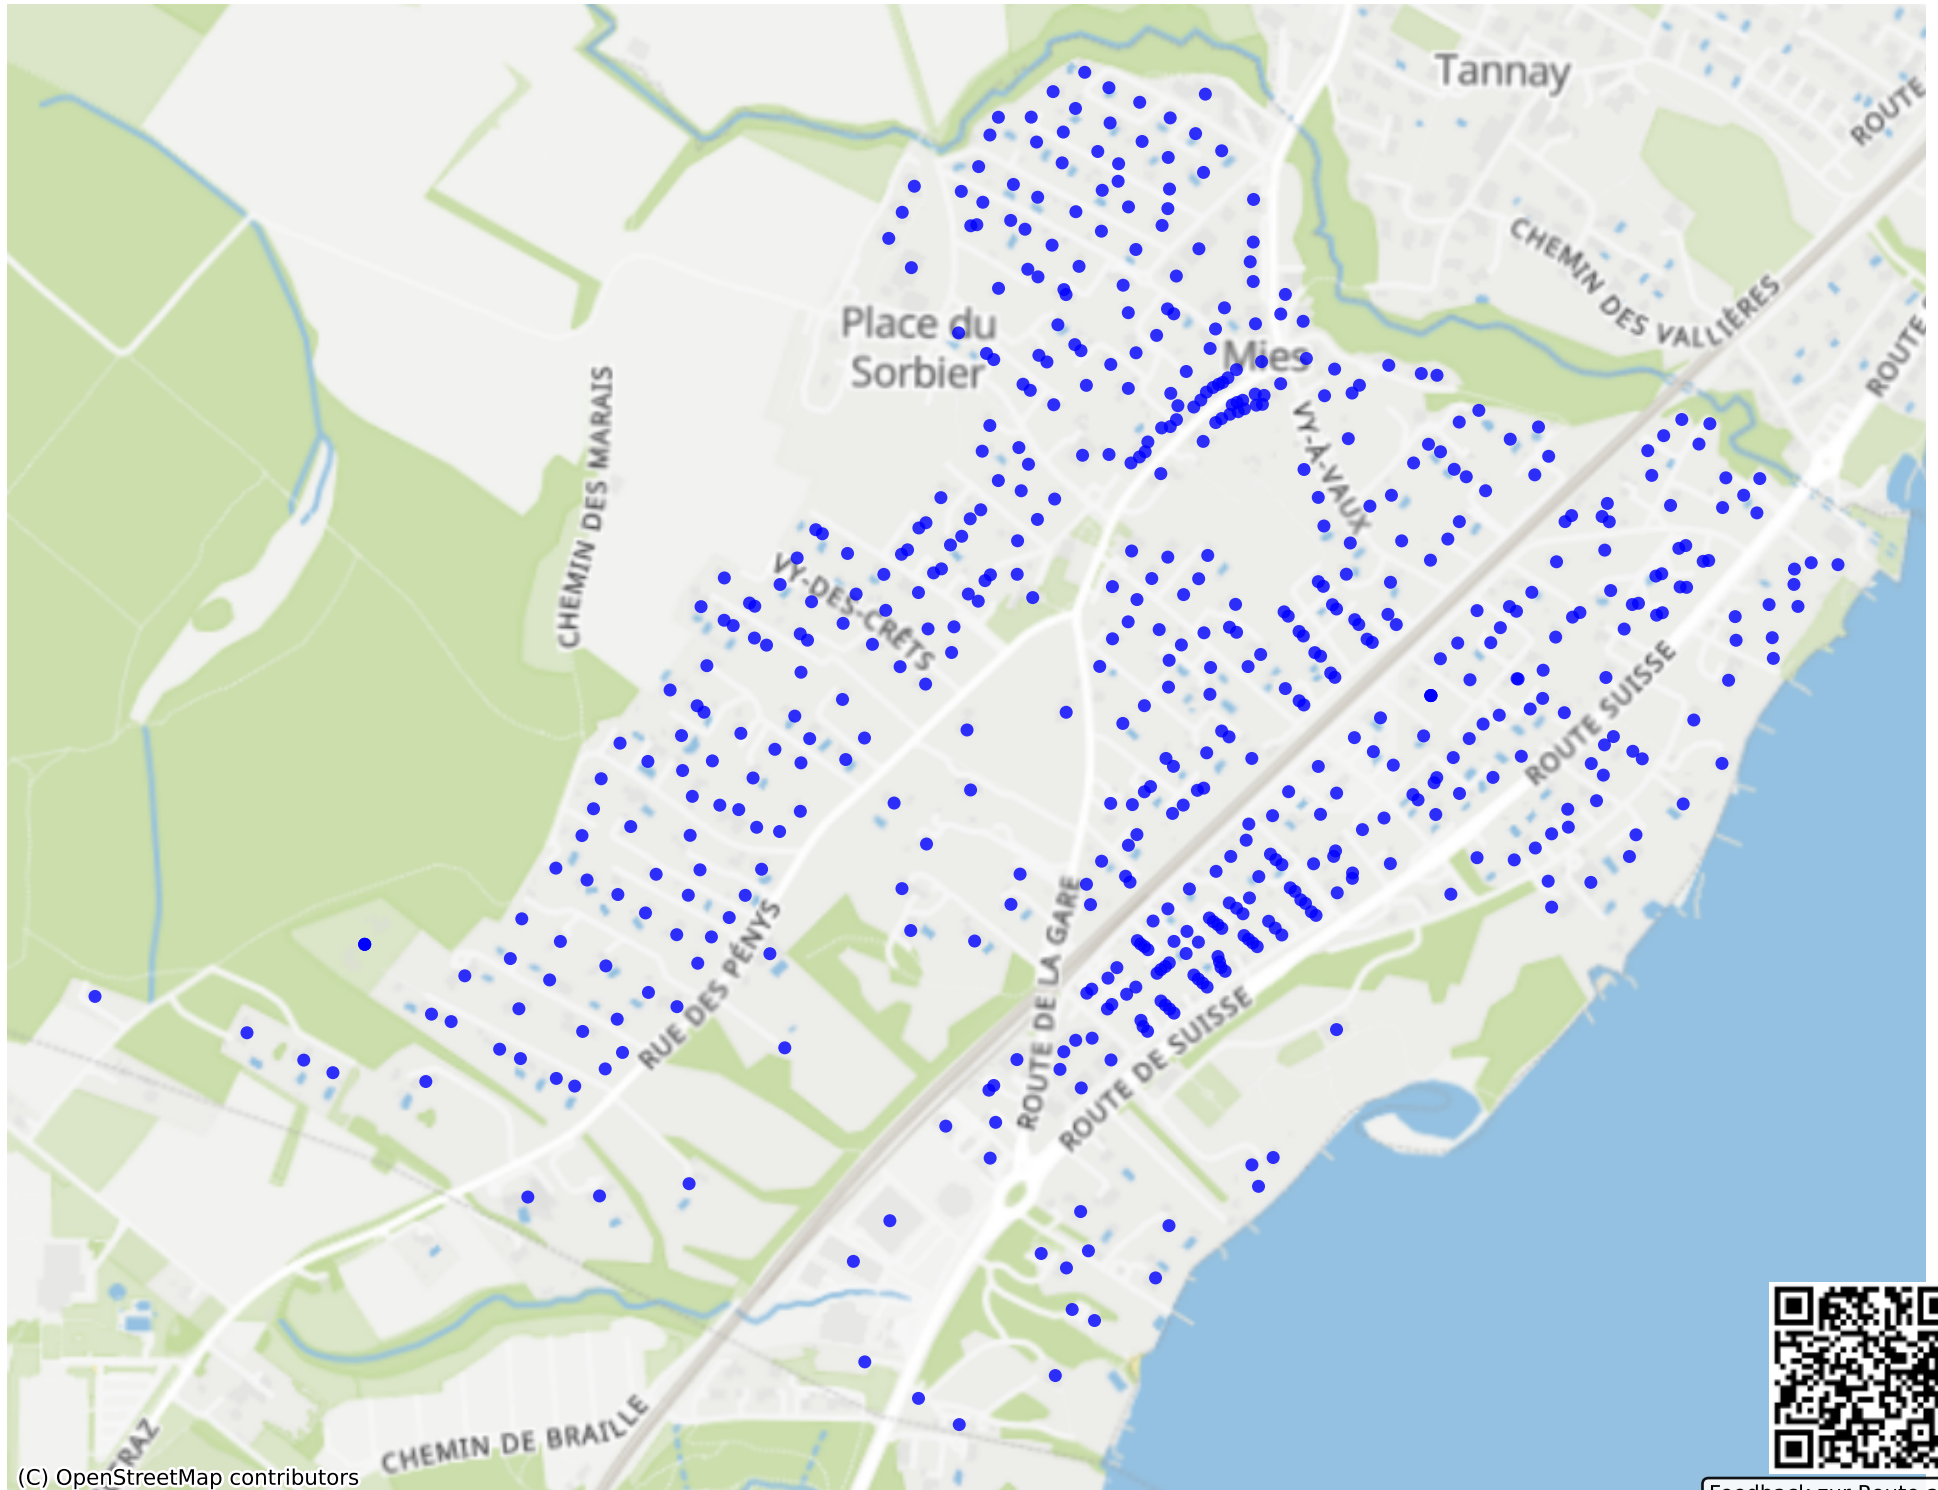 Tannay
ROUTE
CHEMIN DES VALLIÈRES
ROUTE
Place du
Sorbier
Mies
CHEMIN DES MARAIS
VY-À-VAUX
VY-DES-CRÊTS
ROUTE SUISSE
RUE DES PÉNYS
ROUTE DE LA GARE
ROUTE DE SUISSE
CHEMIN DE BRAILLE
(C) OpenStreetMap contributors